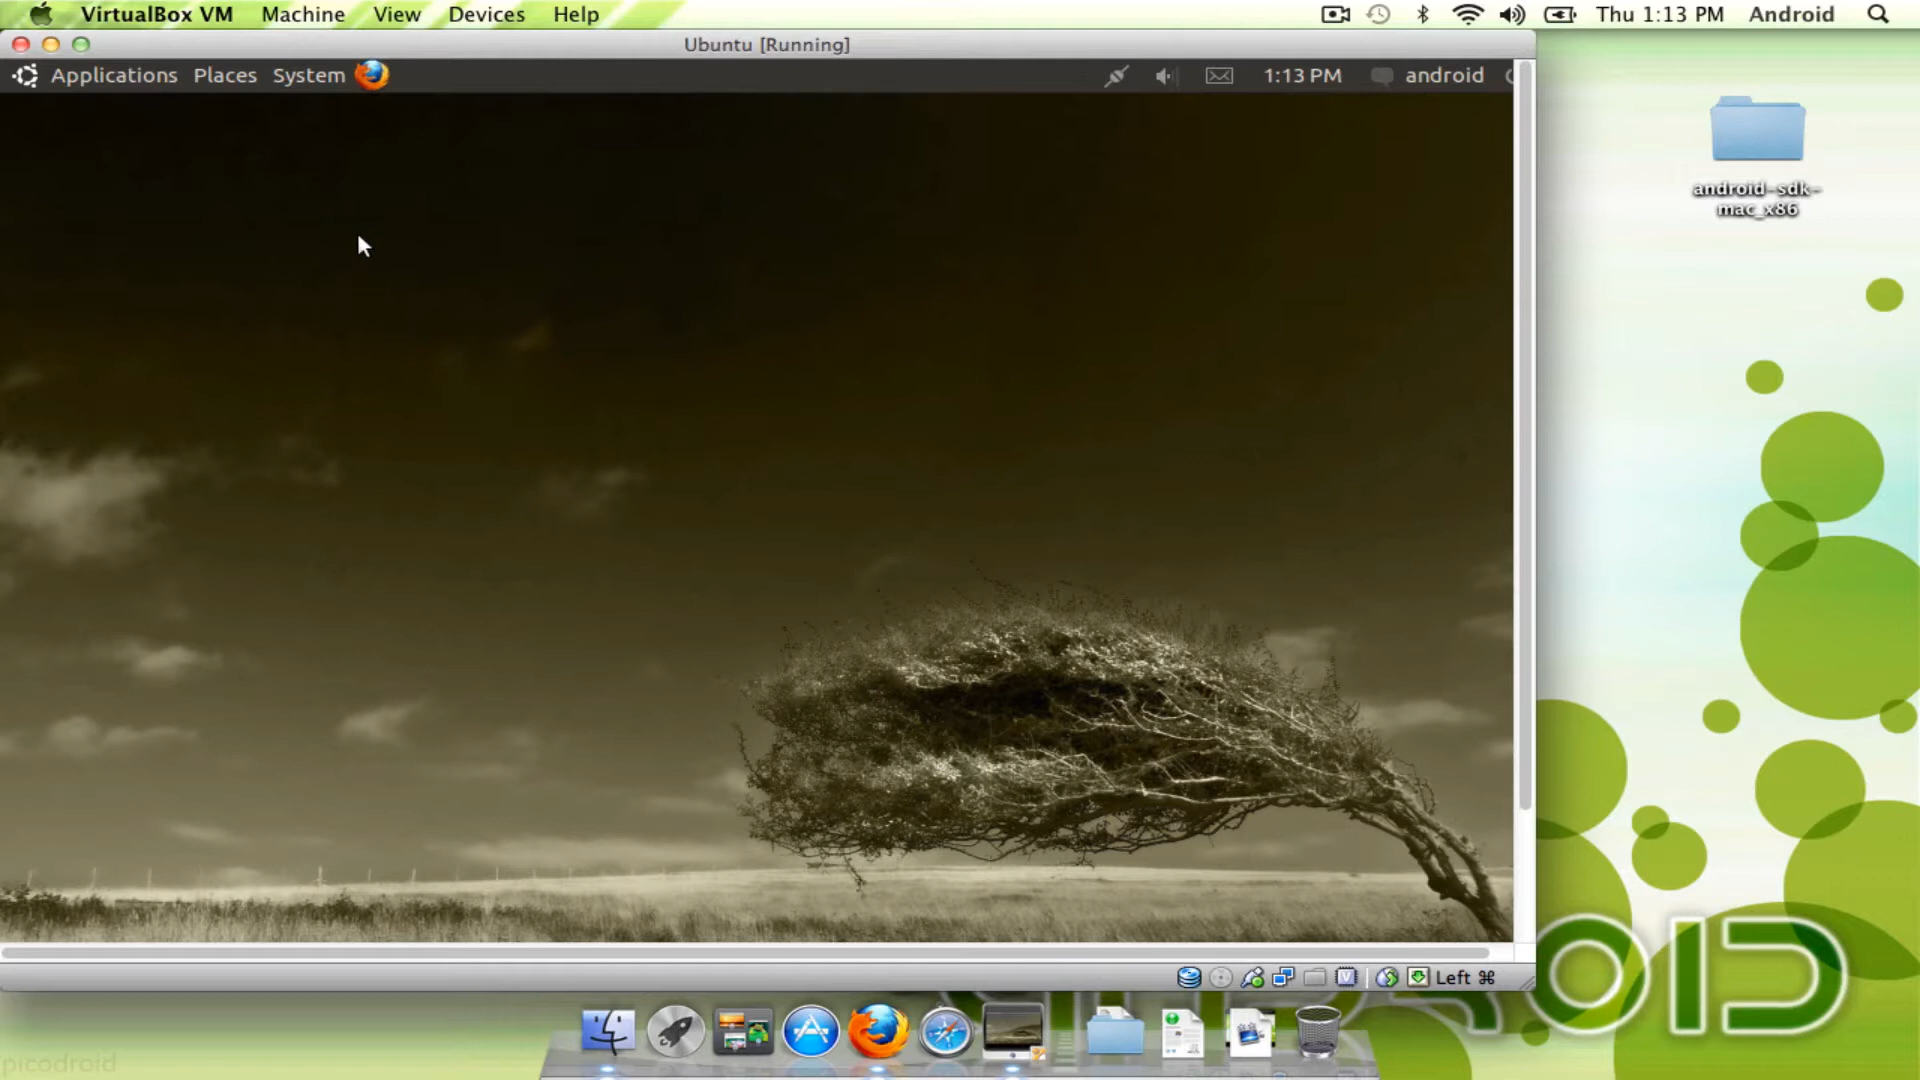 VirtualBox VM Machine View Devices Help Thu 1:13 PM Android
Ubuntu [Running]
Applications Places System 1:13 PM android
android-sdk-
mac_x86
Left ⌘
ROID
picodroid